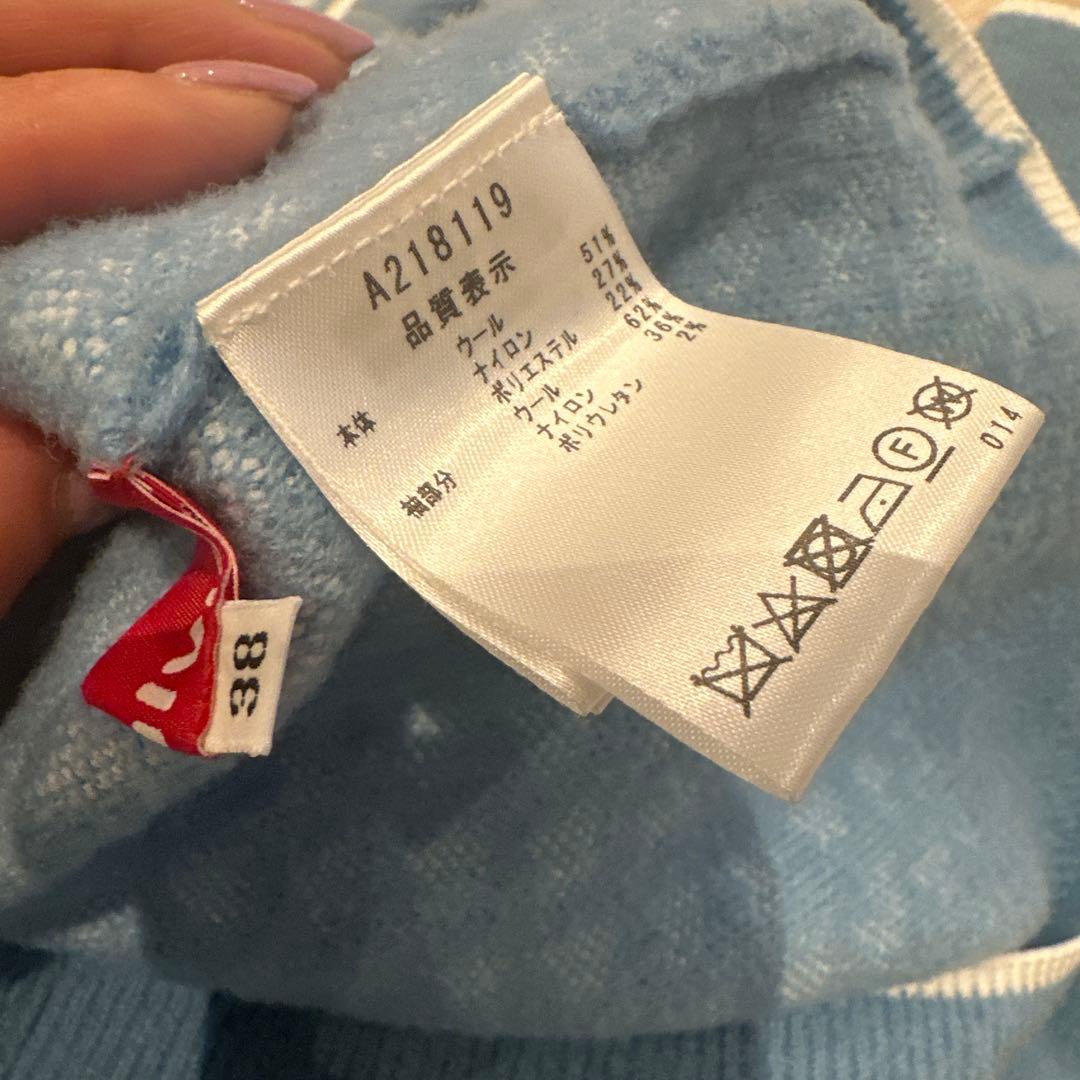 A218119
品質表示
本体 ウール 51%
ナイロン 27%
ポリエステル 22%
袖部分 ウール 62%
ナイロン 36%
ポリウレタン 2%
F
W
014
38